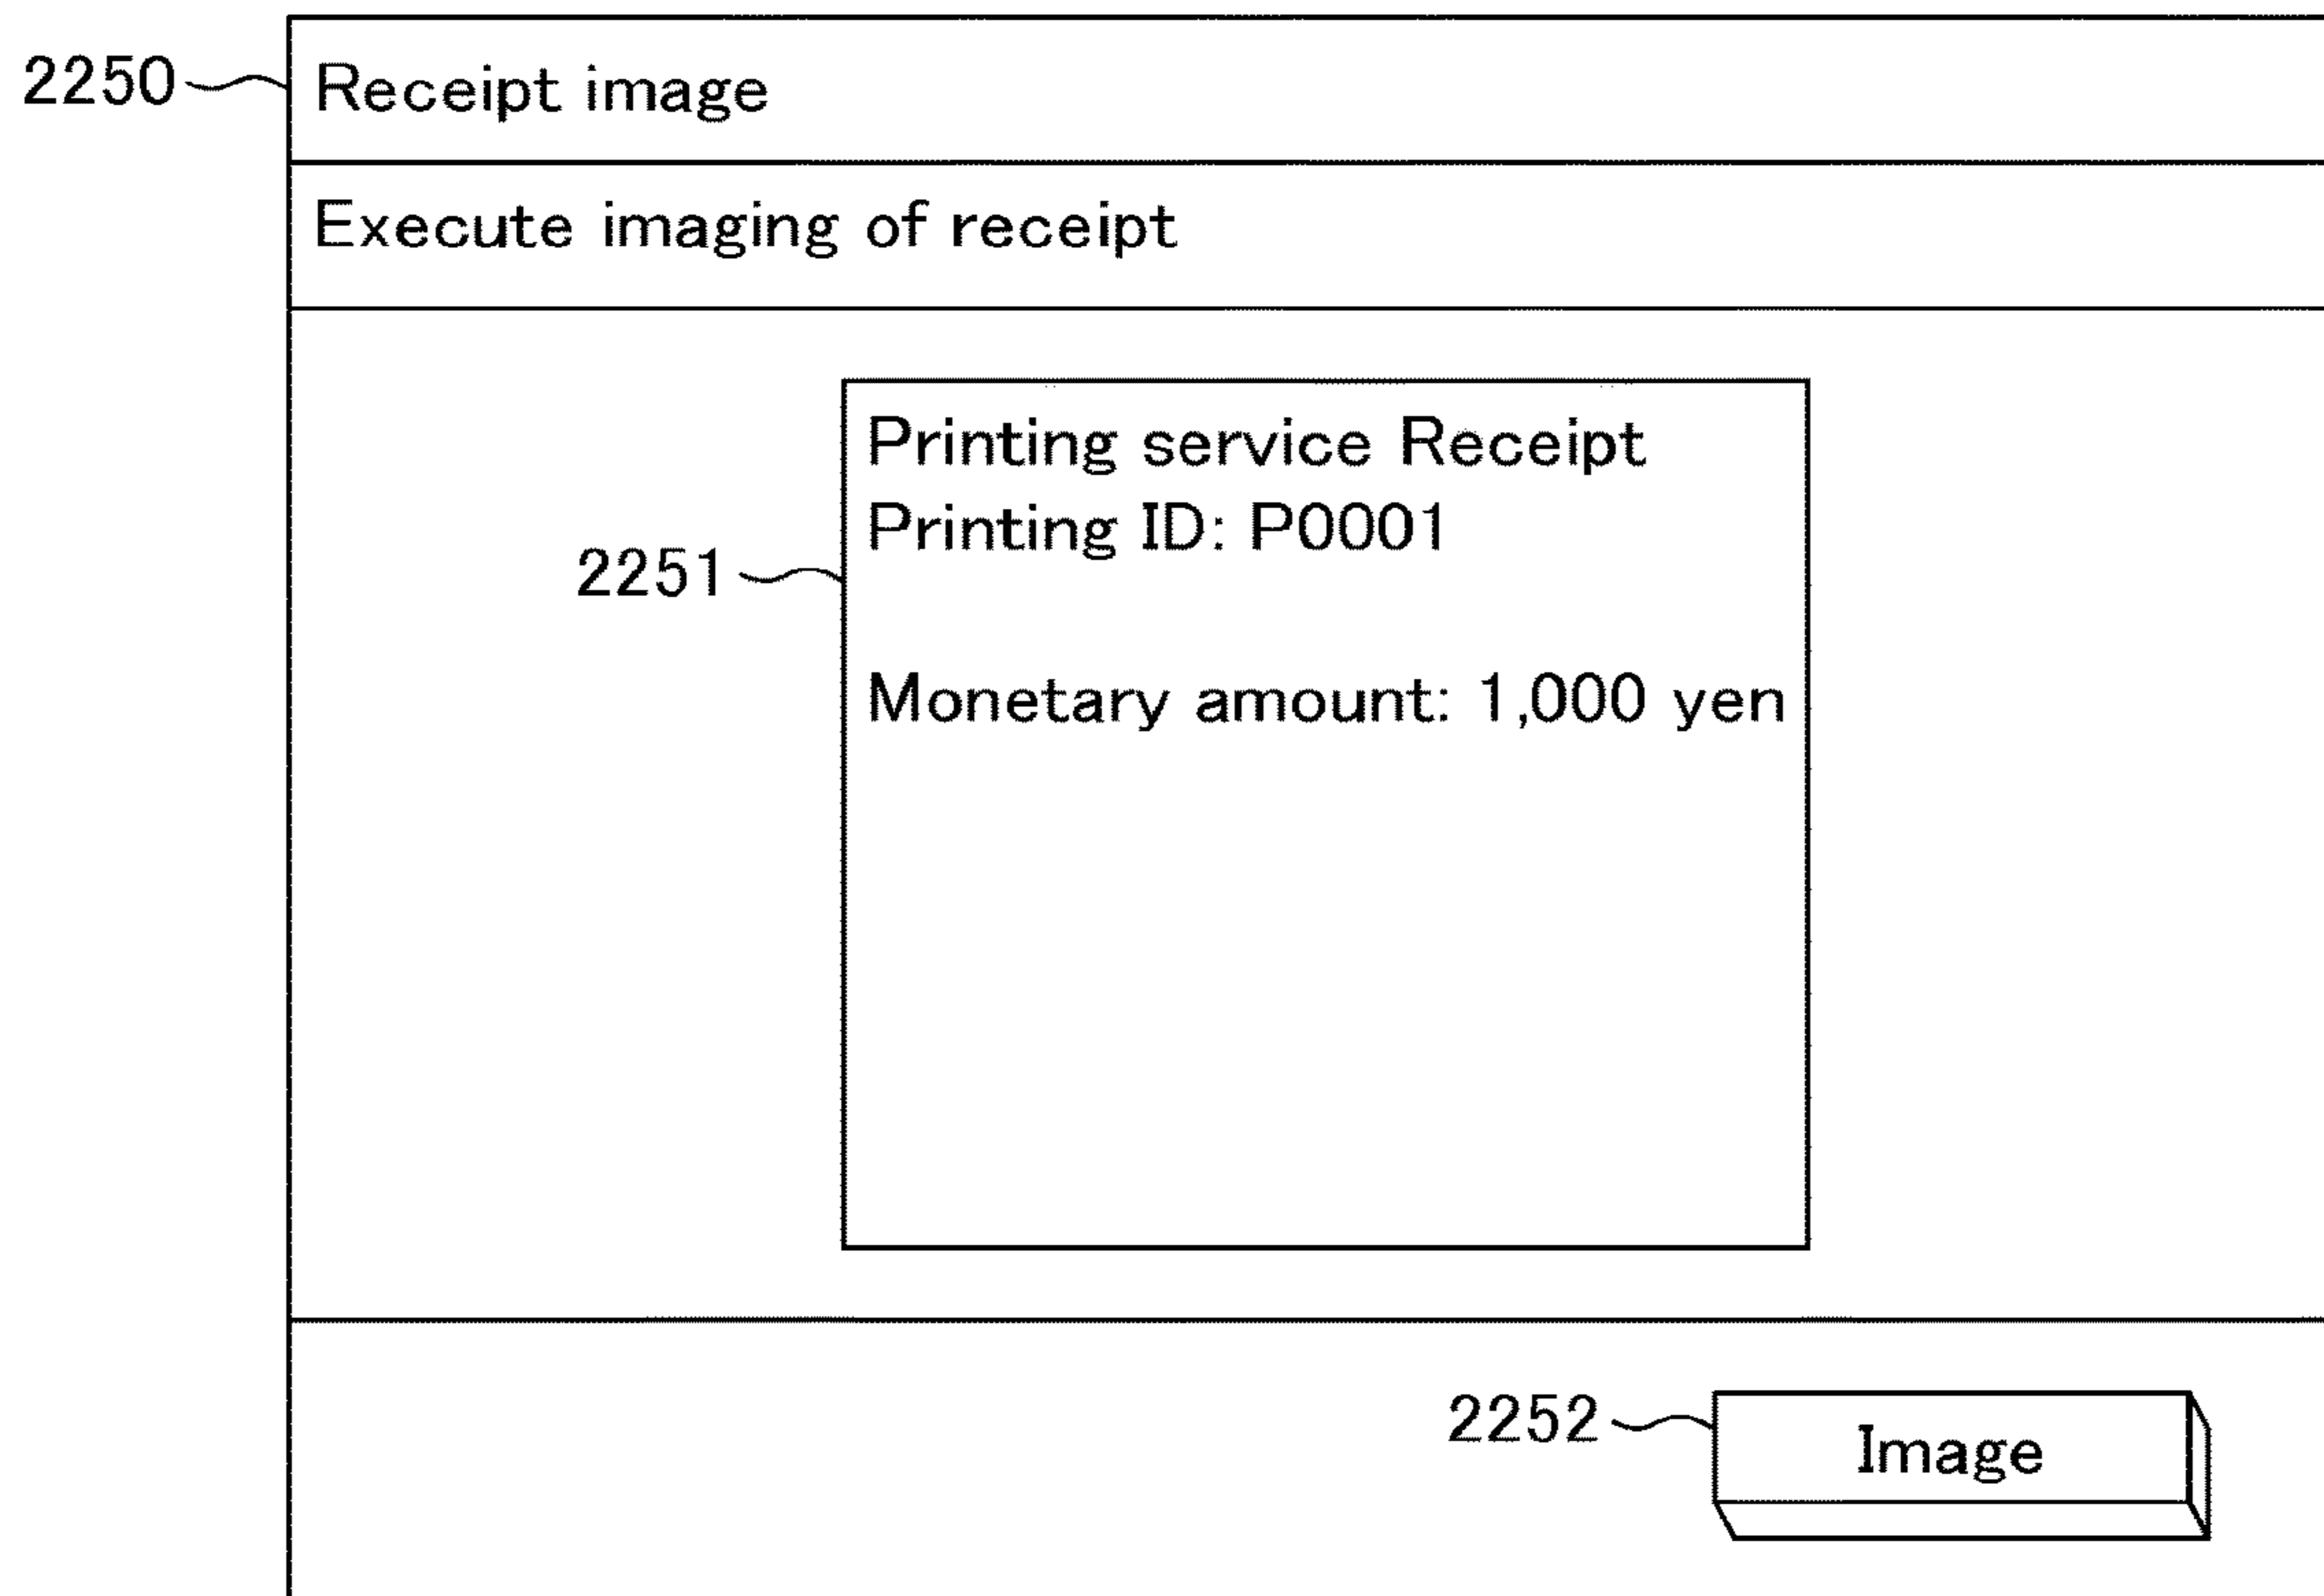 2250
Receipt image
Execute imaging of receipt
Printing service Receipt
Printing ID: P0001
2251
Monetary amount: 1,000 yen
2252
Image